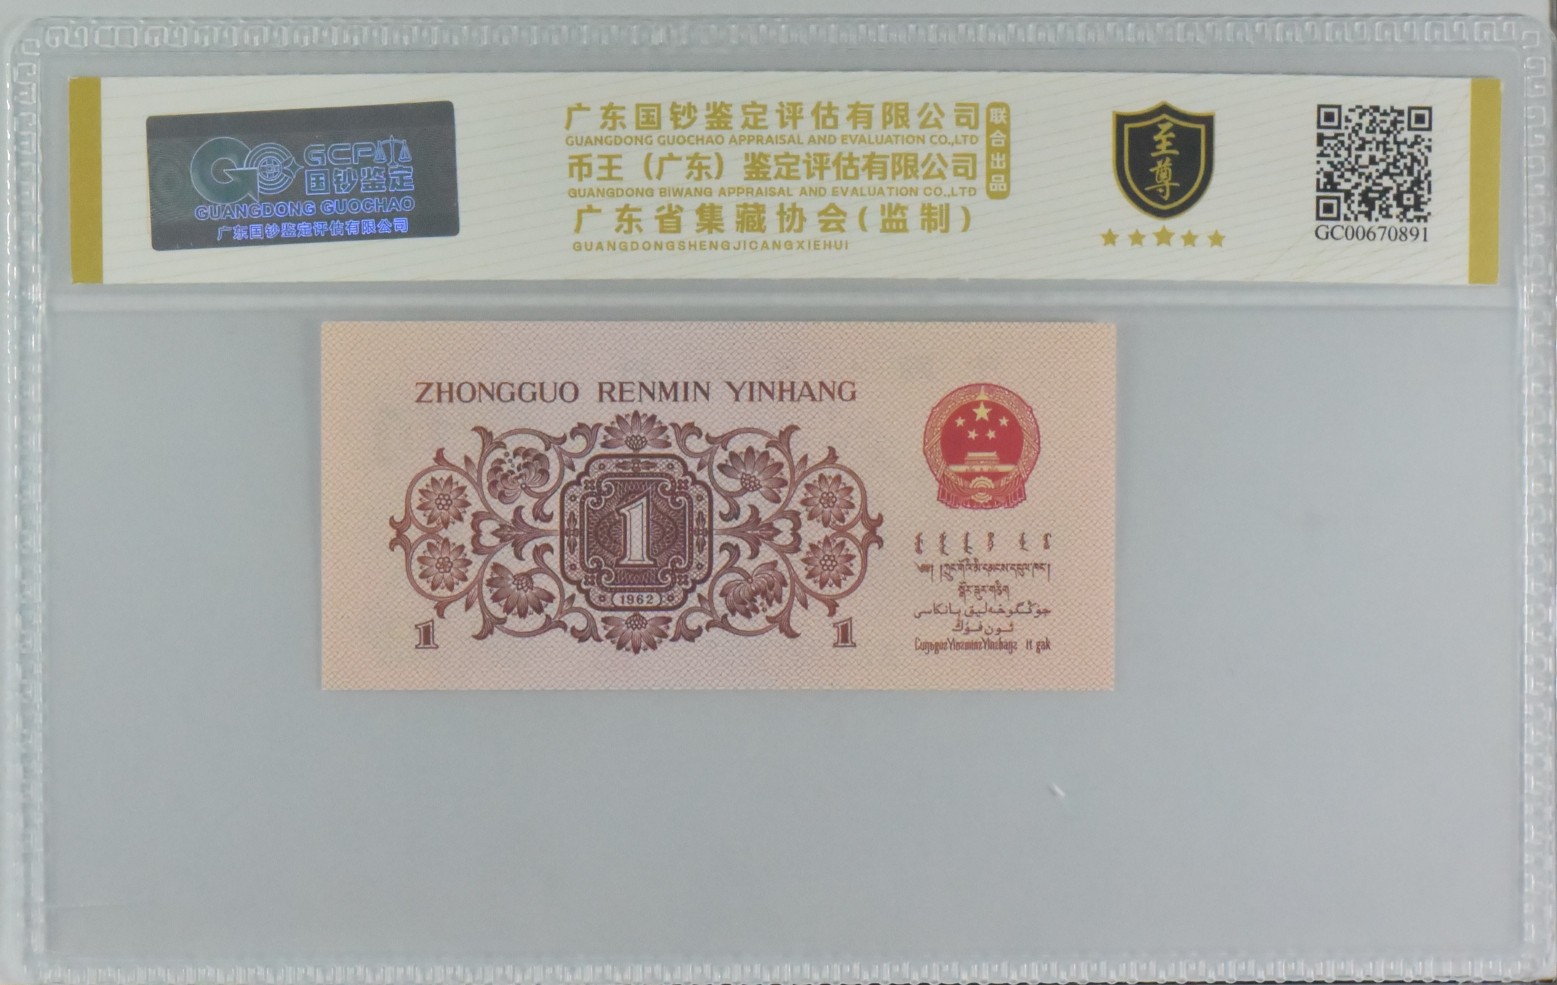 GCPA
国钞鉴定
GUANGDONG GUOCHAO
广东国钞鉴定评估有限公司
广东国钞鉴定评估有限公司
GUANGDONG GUOCHAO APPRAISAL AND EVALUATION CO.,LTD
币王（广东）鉴定评估有限公司
GUANGDONG BIWANG APPRAISAL AND EVALUATION CO.,LTD
广东省集藏协会(监制)
GUANGDONGSHENGJICANGXIEHUI
联合出品
至尊
GC00670891
ZHONGGUO RENMIN YINHANG
1
(1962)
1
1
جۇڭگو خەلق بانكىسى